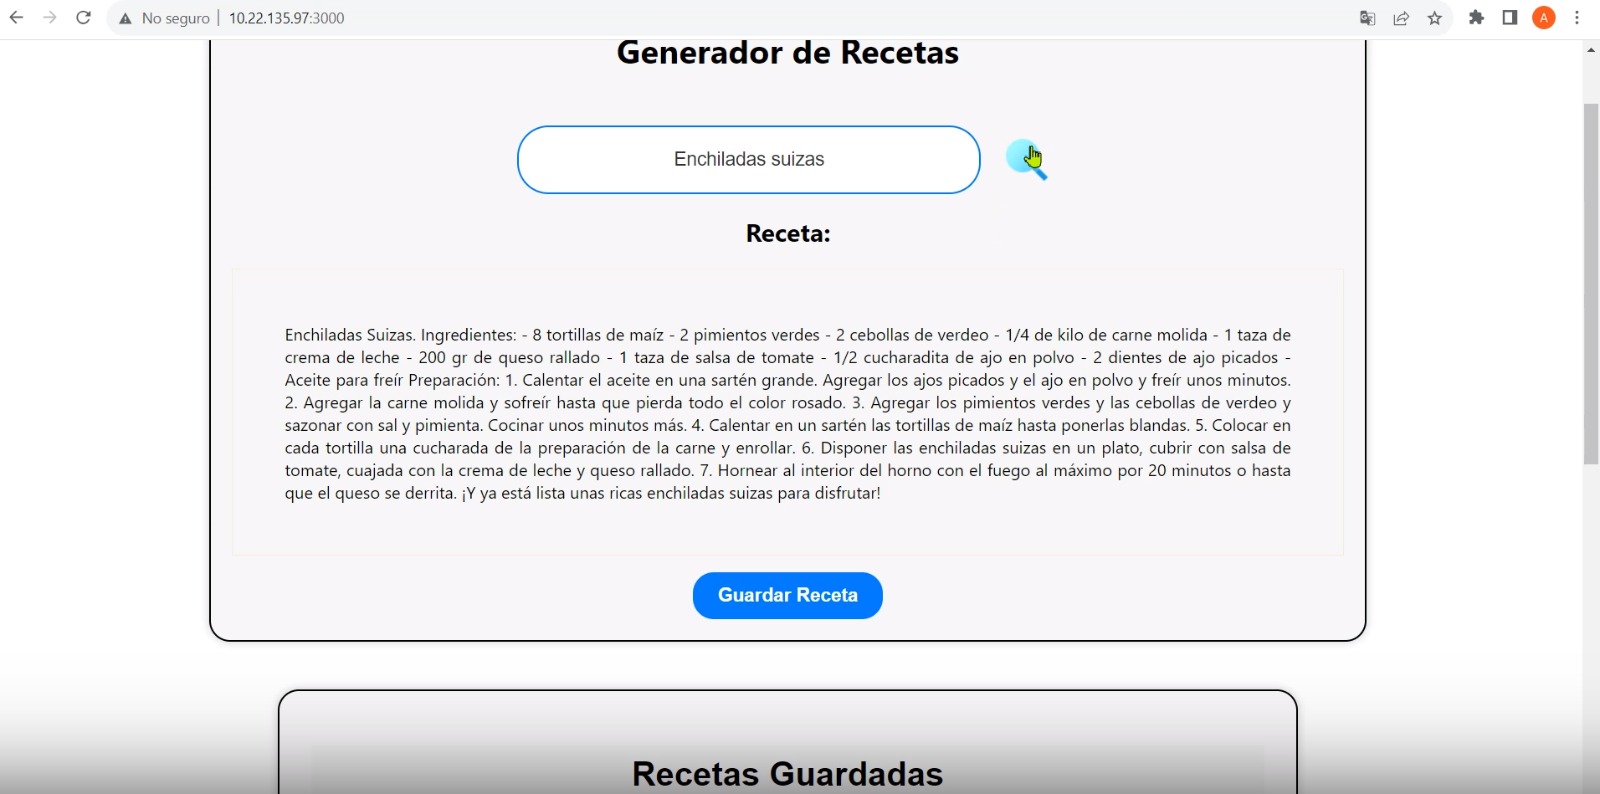 No seguro
10.22.135.97:3000
A
Generador de Recetas
Enchiladas suizas
Receta:
Enchiladas Suizas. Ingredientes: - 8 tortillas de maíz - 2 pimientos verdes - 2 cebollas de verdeo - 1/4 de kilo de carne molida - 1 taza de
crema de leche - 200 gr de queso rallado - 1 taza de salsa de tomate - 1/2 cucharadita de ajo en polvo - 2 dientes de ajo picados -
Aceite para freír Preparación: 1. Calentar el aceite en una sartén grande. Agregar los ajos picados y el ajo en polvo y freír unos minutos.
2. Agregar la carne molida y sofreír hasta que pierda todo el color rosado. 3. Agregar los pimientos verdes y las cebollas de verdeo y
sazonar con sal y pimienta. Cocinar unos minutos más. 4. Calentar en un sartén las tortillas de maíz hasta ponerlas blandas. 5. Colocar en
cada tortilla una cucharada de la preparación de la carne y enrollar. 6. Disponer las enchiladas suizas en un plato, cubrir con salsa de
tomate, cuajada con la crema de leche y queso rallado. 7. Hornear al interior del horno con el fuego al máximo por 20 minutos o hasta
que el queso se derrita. ¡Y ya está lista unas ricas enchiladas suizas para disfrutar!
Guardar Receta
Recetas Guardadas